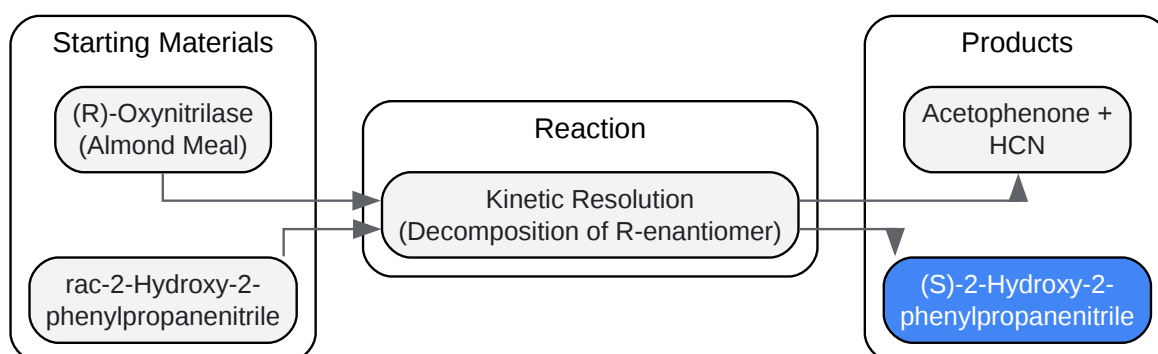 Starting Materials
(R)-Oxynitrilase
(Almond Meal)
rac-2-Hydroxy-2-
phenylpropanenitrile
Reaction
Kinetic Resolution
(Decomposition of R-enantiomer)
Products
Acetophenone +
HCN
(S)-2-Hydroxy-2-
phenylpropanenitrile